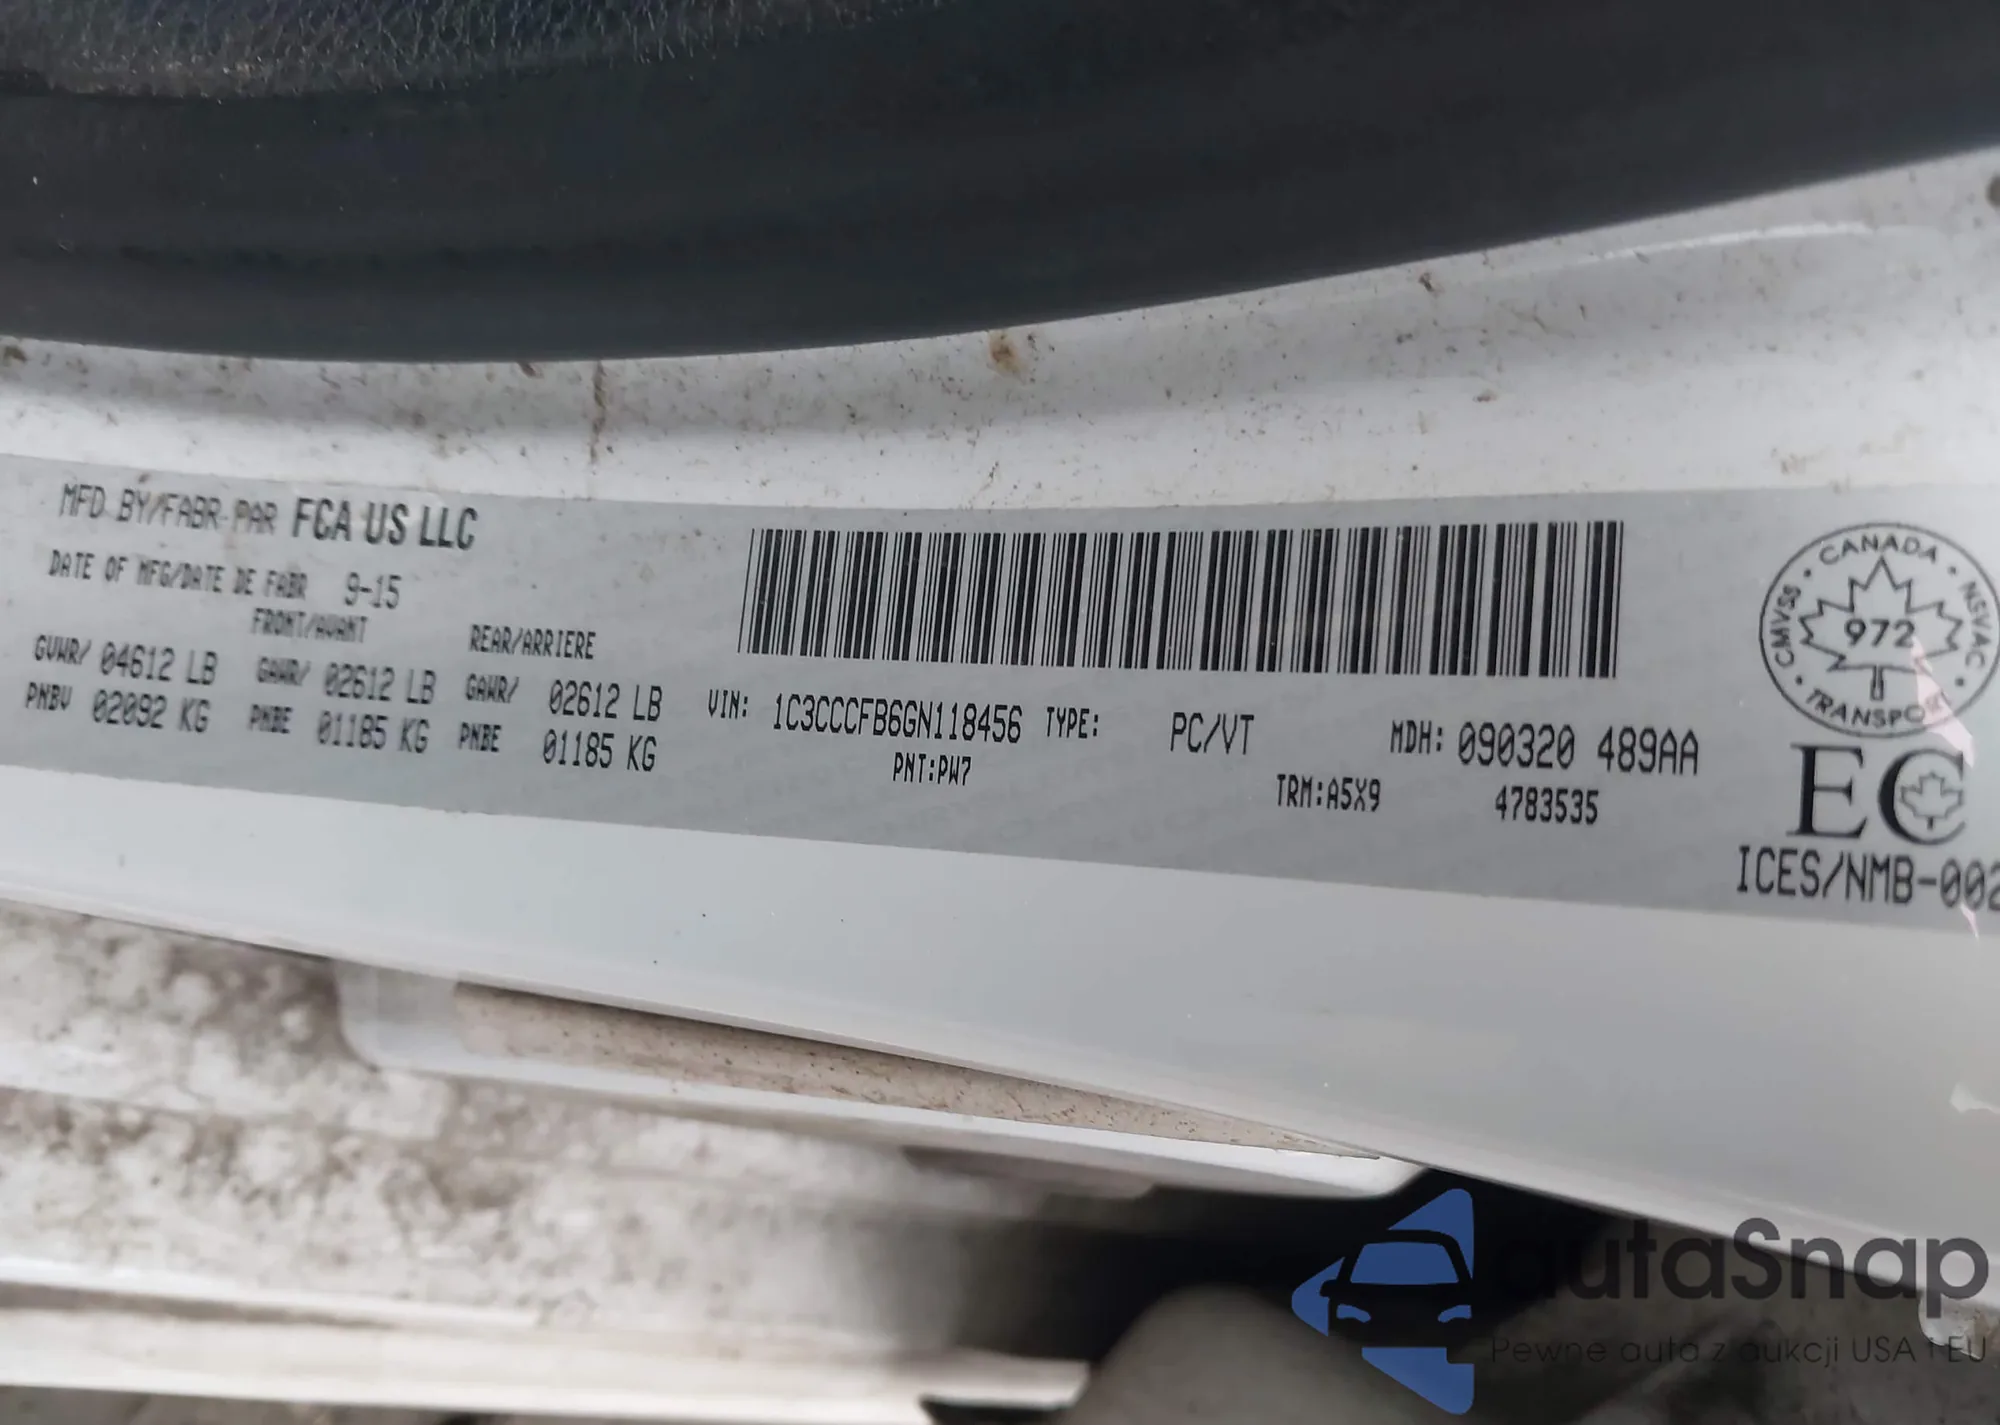 MFD BY/FABR PAR FCA US LLC
DATE OF MFG/DATE DE FABR 9-15
FRONT/AVANT REAR/ARRIERE
GVWR/ 04612 LB GAWR/ 02612 LB GAWR/ 02612 LB
PNBV 02092 KG PNBE 01185 KG PNBE 01185 KG
VIN: 1C3CCCFB6GN118456 TYPE: PC/VT MDH: 090320 489AA
PNT:PW7 TRM:A5X9 4783535
CANADA · NSVAC · TRANSPORT · CMVSS ·
972
EC
ICES/NMB-002
autaSnap
Pewne auta z aukcji USA i EU